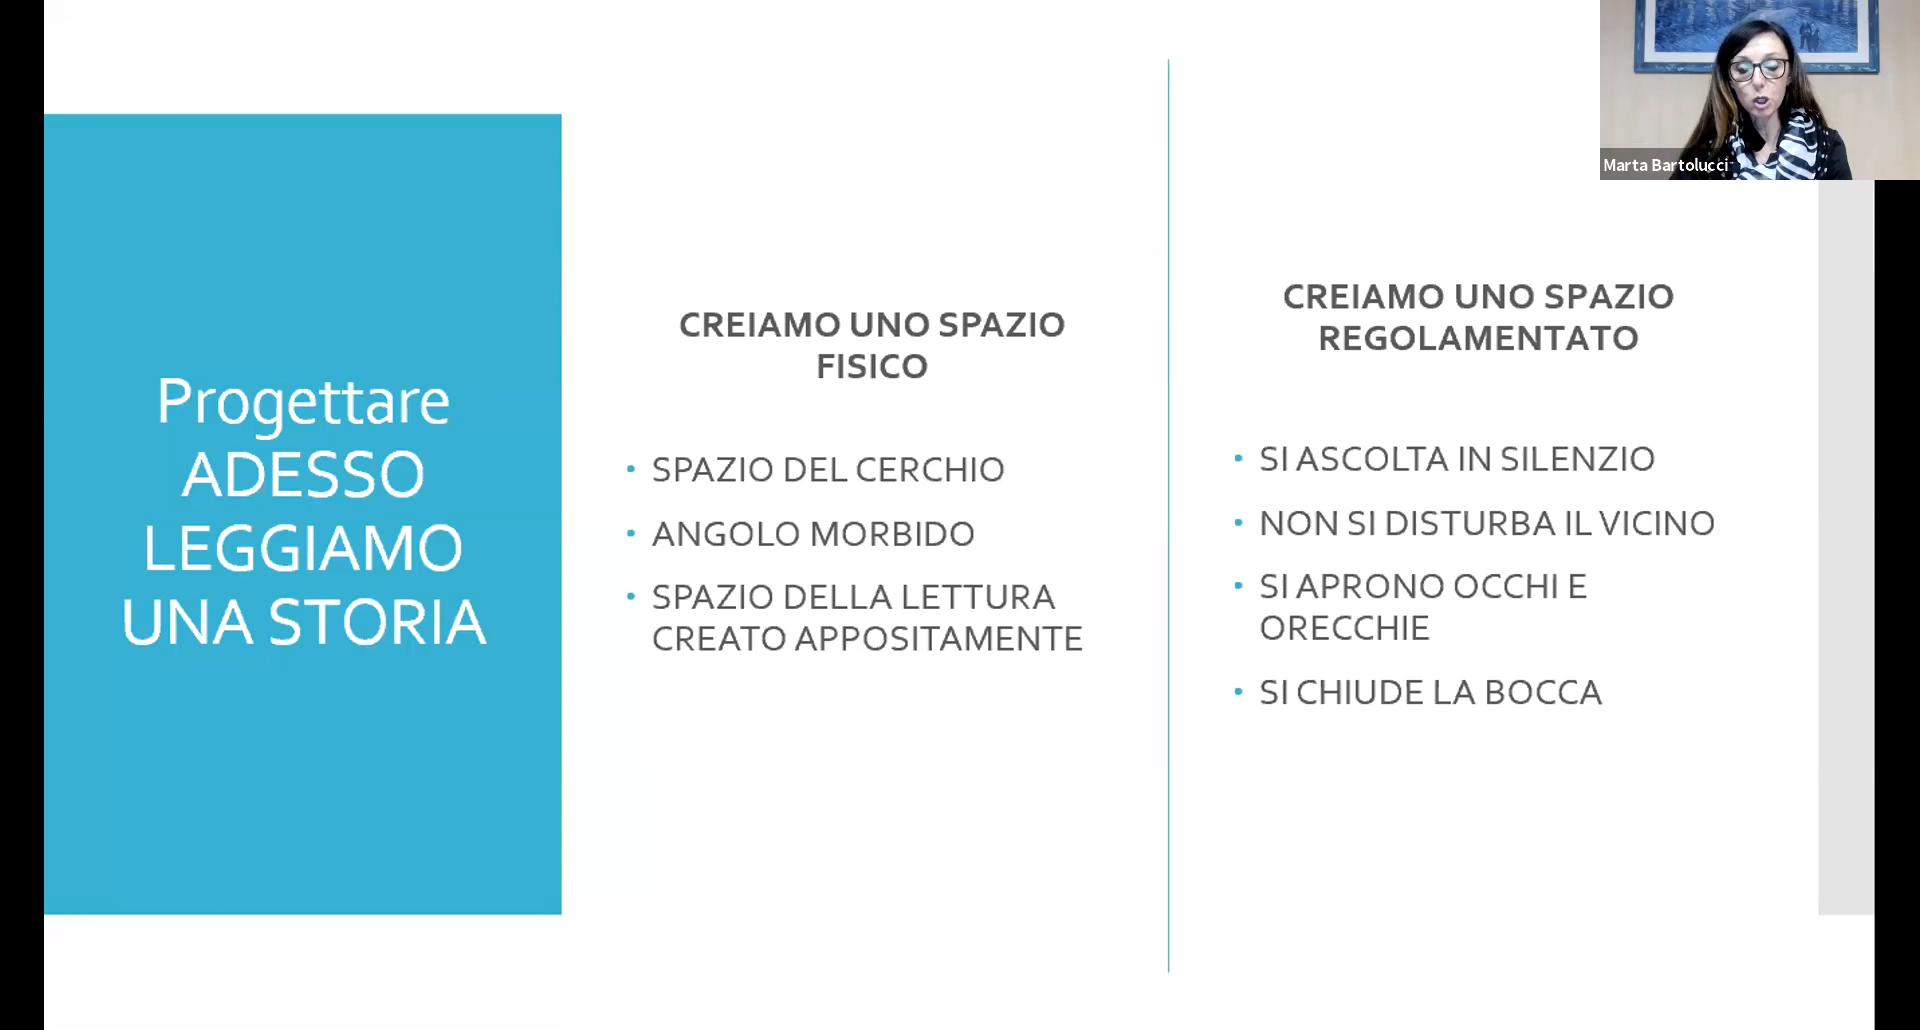 Progettare
ADESSO
LEGGIAMO
UNA STORIA
CREIAMO UNO SPAZIO
FISICO
• SPAZIO DEL CERCHIO
• ANGOLO MORBIDO
• SPAZIO DELLA LETTURA
CREATO APPOSITAMENTE
CREIAMO UNO SPAZIO
REGOLAMENTATO
• SI ASCOLTA IN SILENZIO
• NON SI DISTURBA IL VICINO
• SI APRONO OCCHI E
ORECCHIE
• SI CHIUDE LA BOCCA
Marta Bartolucci